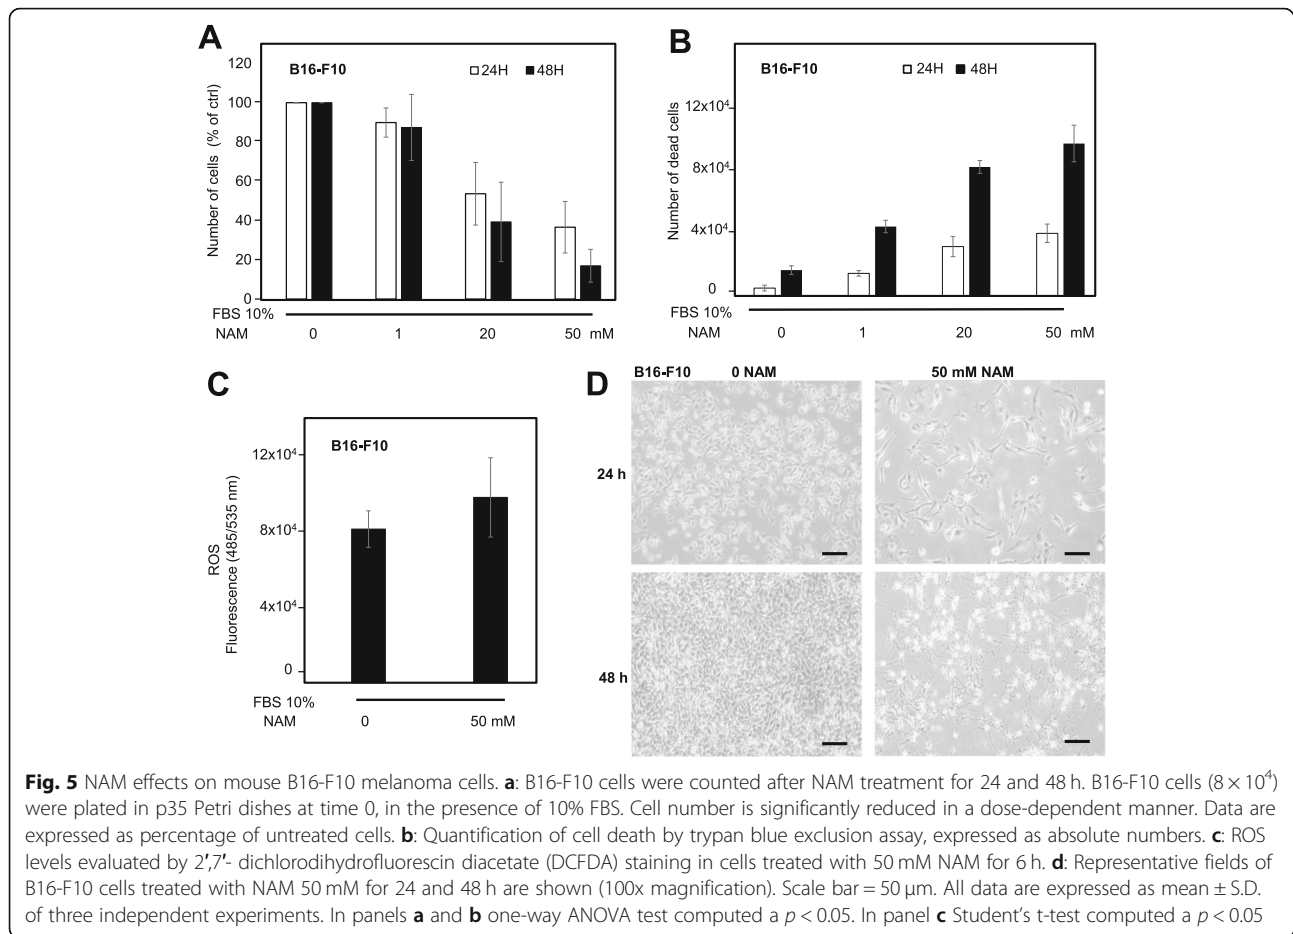 A
B16-F10
24H 48H
Number of cells (% of ctrl)
120
100
80
60
40
20
0
FBS 10%
NAM 0 1 20 50 mM
B
B16-F10
24H 48H
Number of dead cells
12x10⁴
8x10⁴
4x10⁴
0
FBS 10%
NAM 0 1 20 50 mM
C
B16-F10
ROS
Fluorescence (485/535 nm)
12x10⁴
8x10⁴
4x10⁴
0
FBS 10%
NAM 0 50 mM
D
B16-F10 0 NAM 50 mM NAM
24 h
48 h
Fig. 5 NAM effects on mouse B16-F10 melanoma cells. a: B16-F10 cells were counted after NAM treatment for 24 and 48 h. B16-F10 cells (8 × 10⁴)
were plated in p35 Petri dishes at time 0, in the presence of 10% FBS. Cell number is significantly reduced in a dose-dependent manner. Data are
expressed as percentage of untreated cells. b: Quantification of cell death by trypan blue exclusion assay, expressed as absolute numbers. c: ROS
levels evaluated by 2′,7′- dichlorodihydrofluorescin diacetate (DCFDA) staining in cells treated with 50 mM NAM for 6 h. d: Representative fields of
B16-F10 cells treated with NAM 50 mM for 24 and 48 h are shown (100x magnification). Scale bar = 50 μm. All data are expressed as mean ± S.D.
of three independent experiments. In panels a and b one-way ANOVA test computed a p < 0.05. In panel c Student's t-test computed a p < 0.05